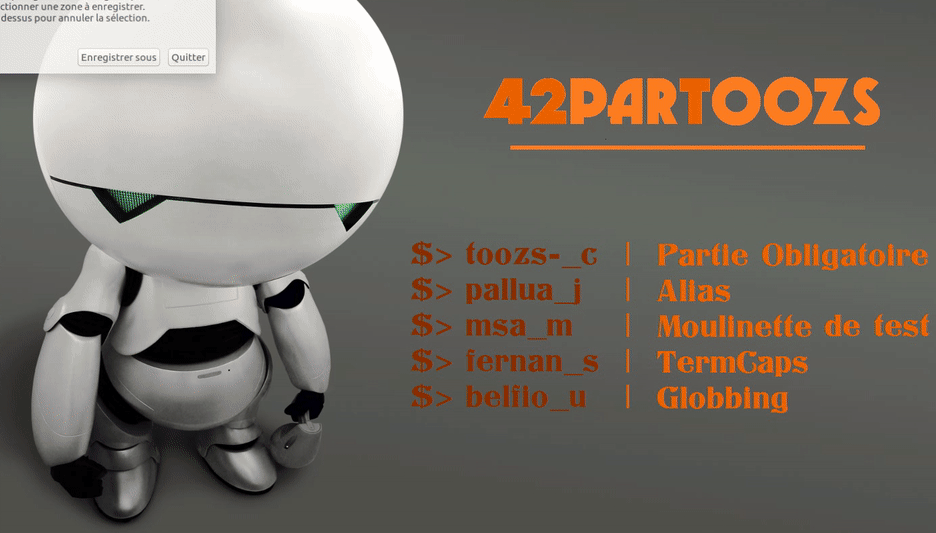 ctionner une zone à enregistrer.
dessus pour annuler la sélection.
Enregistrer sous
Quitter
42PARTOOZS
$> toozs-_c | Partie Obligatoire
$> pallua_j | Alias
$> msa_m | Moulinette de test
$> fernan_s | TermCaps
$> belfio_u | Globbing